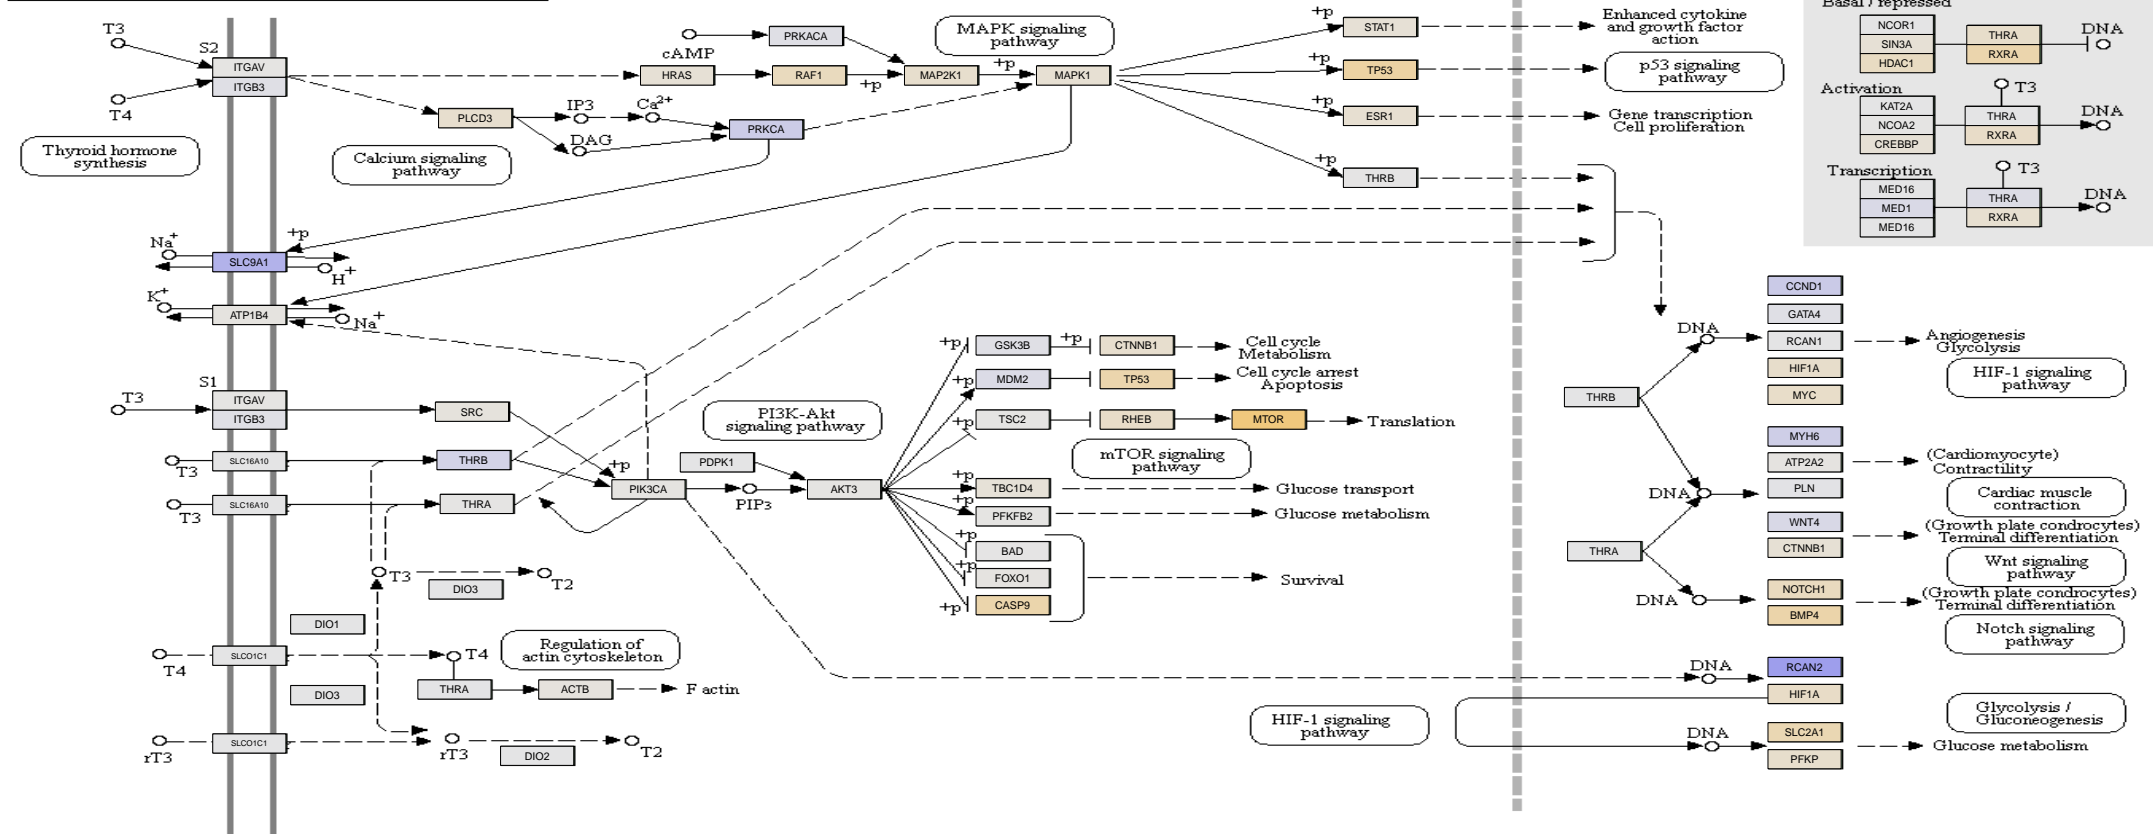 T3
S2
ITGAV
ITGB3
T4
Thyroid hormone
synthesis
PRKACA
cAMP
HRAS
RAF1
+p
MAP2K1
+p
MAPK1
MAPK signaling
pathway
PLCD3
IP3
Ca2+
DAG
PRKCA
Calcium signaling
pathway
+p
STAT1
Enhanced cytokine
and growth factor
action
+p
TP53
p53 signaling
pathway
+p
ESR1
Gene transcription
Cell proliferation
+p
THRB
Basal / repressed
NCOR1
SIN3A
HDAC1
THRA
RXRA
DNA
Activation
KAT2A
NCOA2
CREBBP
T3
THRA
RXRA
DNA
Transcription
MED16
MED1
MED16
T3
THRA
RXRA
DNA
Na+
+p
SLC9A1
H+
K+
ATP1B4
Na+
S1
T3
ITGAV
ITGB3
SRC
T3
SLC16A10
THRB
T3
SLC16A10
THRA
+p
PIK3CA
PIP3
PDPK1
AKT3
PI3K-Akt
signaling pathway
+p
GSK3B
+p
CTNNB1
Cell cycle
Metabolism
+p
MDM2
TP53
Cell cycle arrest
Apoptosis
+p
TSC2
RHEB
MTOR
Translation
mTOR signaling
pathway
+p
TBC1D4
Glucose transport
+p
PFKFB2
Glucose metabolism
+p
BAD
+p
FOXO1
Survival
+p
CASP9
T3
DIO3
T2
DIO1
T4
SLCO1C1
T4
Regulation of
actin cytoskeleton
DIO3
THRA
ACTB
F actin
rT3
SLCO1C1
rT3
DIO2
T2
THRB
DNA
CCND1
GATA4
RCAN1
HIF1A
MYC
Angiogenesis
Glycolysis
HIF-1 signaling
pathway
DNA
MYH6
ATP2A2
PLN
(Cardiomyocyte)
Contractility
Cardiac muscle
contraction
WNT4
CTNNB1
(Growth plate condrocytes)
Terminal differentiation
Wnt signaling
pathway
THRA
DNA
NOTCH1
BMP4
(Growth plate condrocytes)
Terminal differentiation
Notch signaling
pathway
DNA
RCAN2
HIF1A
HIF-1 signaling
pathway
Glycolysis /
Gluconeogenesis
DNA
SLC2A1
PFKP
Glucose metabolism